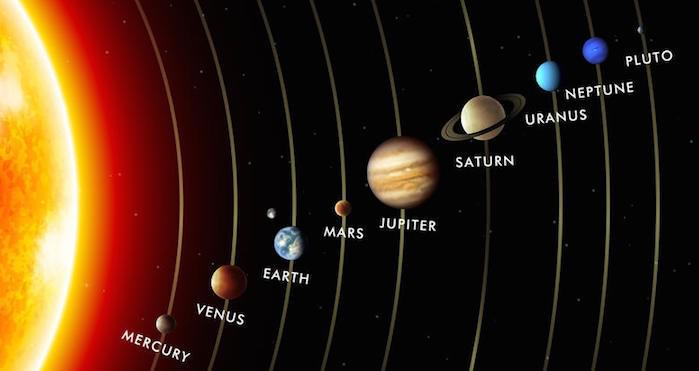 MERCURY
VENUS
EARTH
MARS
JUPITER
SATURN
URANUS
NEPTUNE
PLUTO